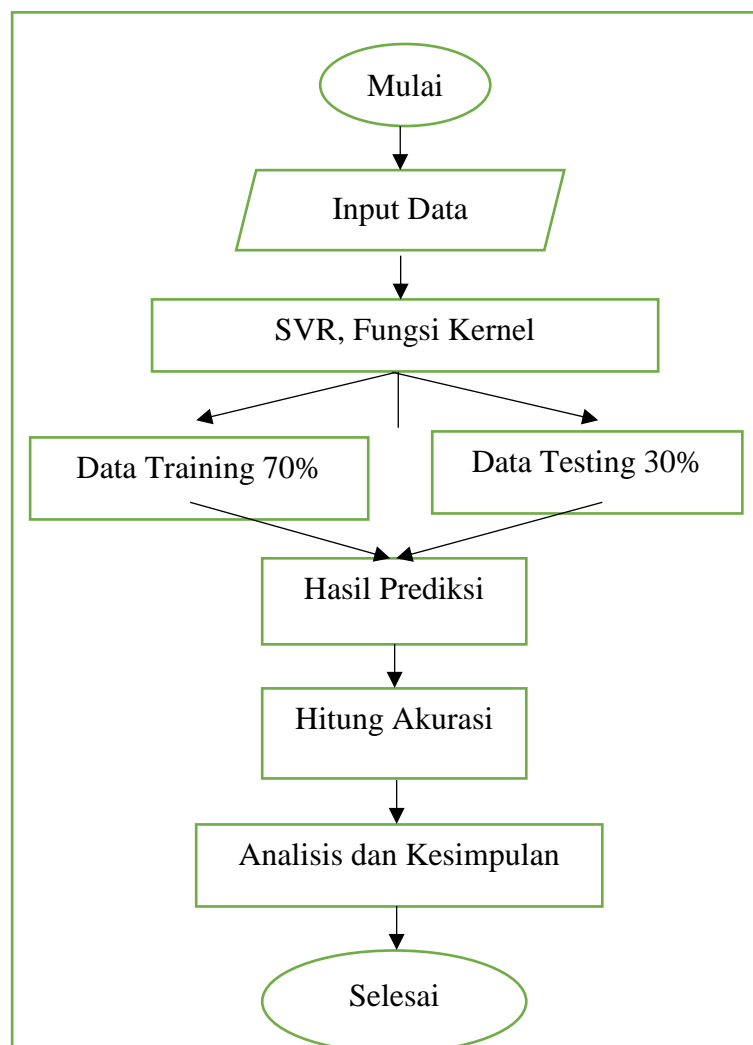 Mulai
Input Data
SVR, Fungsi Kernel
Data Training 70%
Data Testing 30%
Hasil Prediksi
Hitung Akurasi
Analisis dan Kesimpulan
Selesai